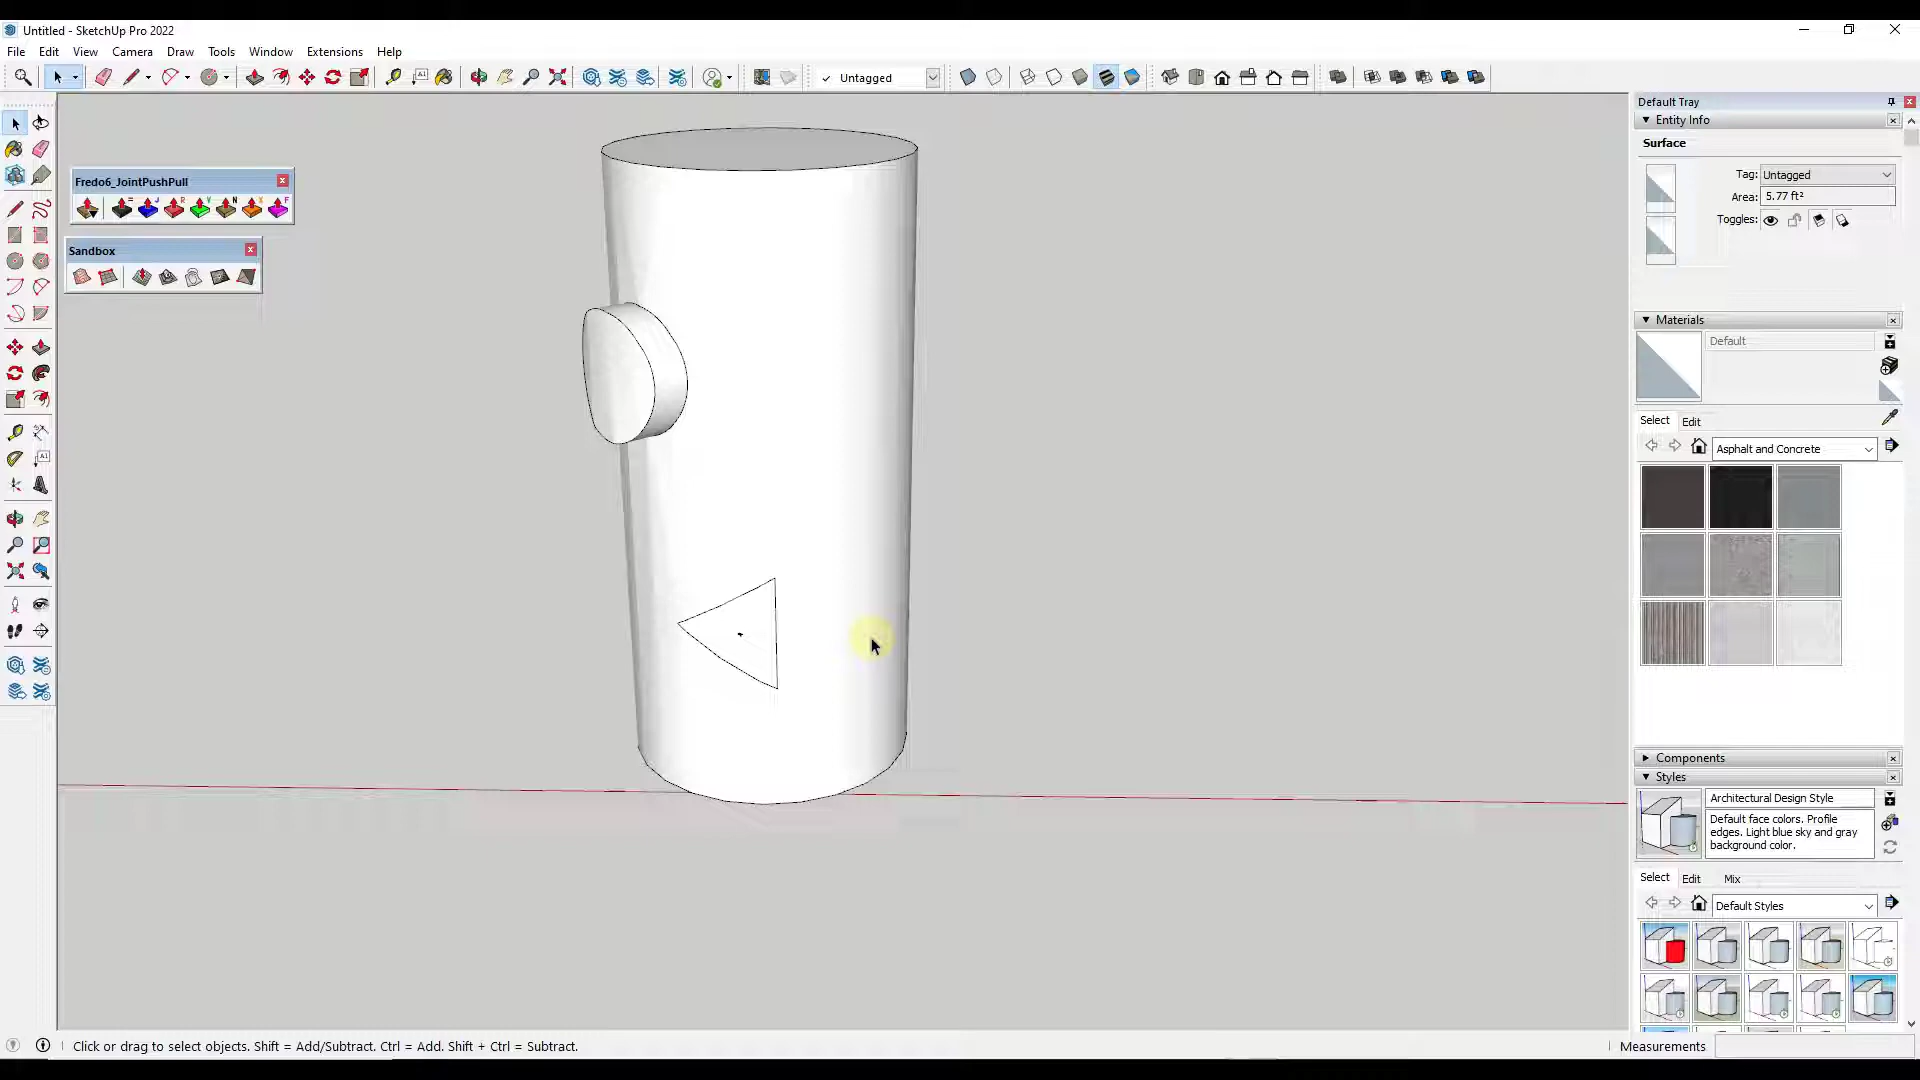 Untitled - SketchUp Pro 2022
File Edit View Camera Draw Tools Window Extensions Help
Untagged
Default Tray
Entity Info
Surface
Tag: Untagged
Area: 5.77 ft²
Toggles:
Fredo6_JointPushPull
Sandbox
Materials
Default
Select Edit
Asphalt and Concrete
Components
Styles
Architectural Design Style
Default face colors. Profile
edges. Light blue sky and gray
background color.
Select Edit Mix
Default Styles
Click or drag to select objects. Shift = Add/Subtract. Ctrl = Add. Shift + Ctrl = Subtract.
Measurements